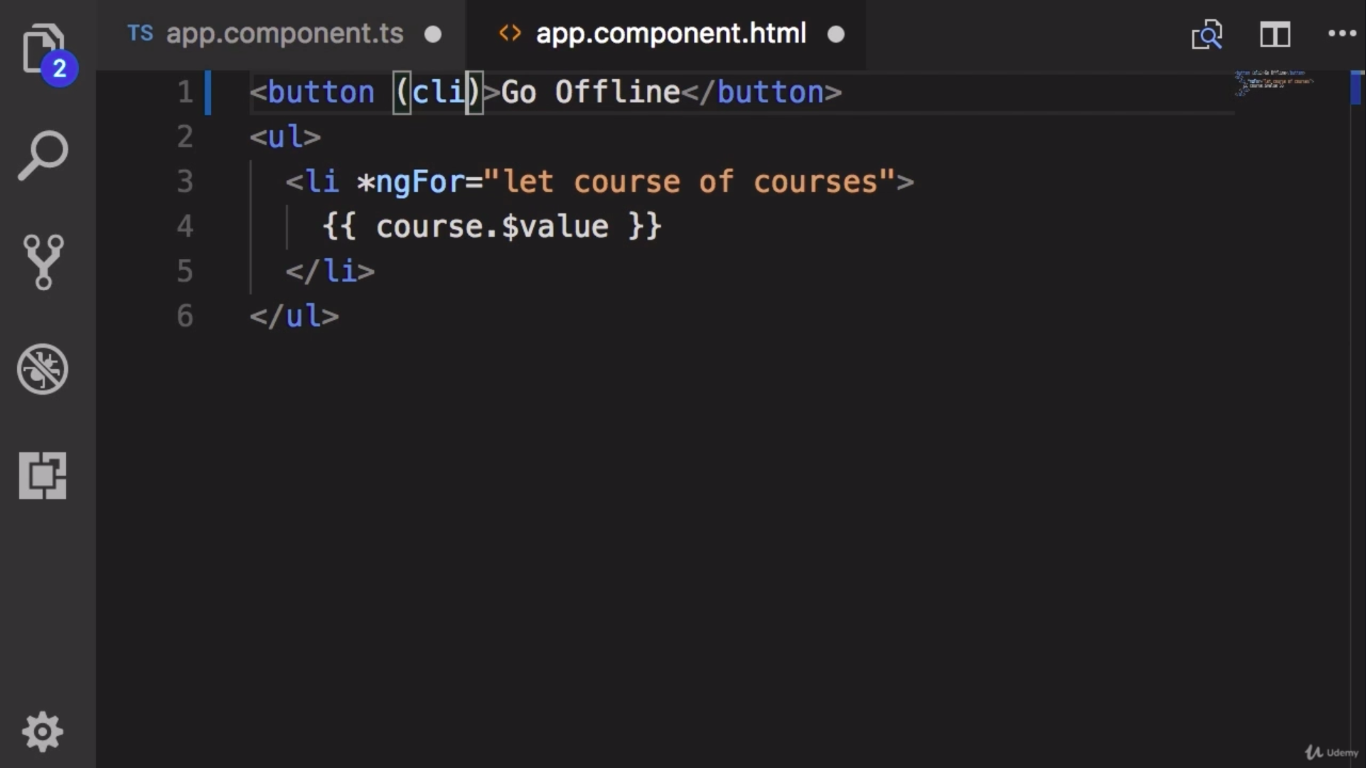 TS app.component.ts
<> app.component.html
2
1 <button (cli)>Go Offline</button>
2 <ul>
3 <li *ngFor="let course of courses">
4 {{ course.$value }}
5 </li>
6 </ul>
Udemy